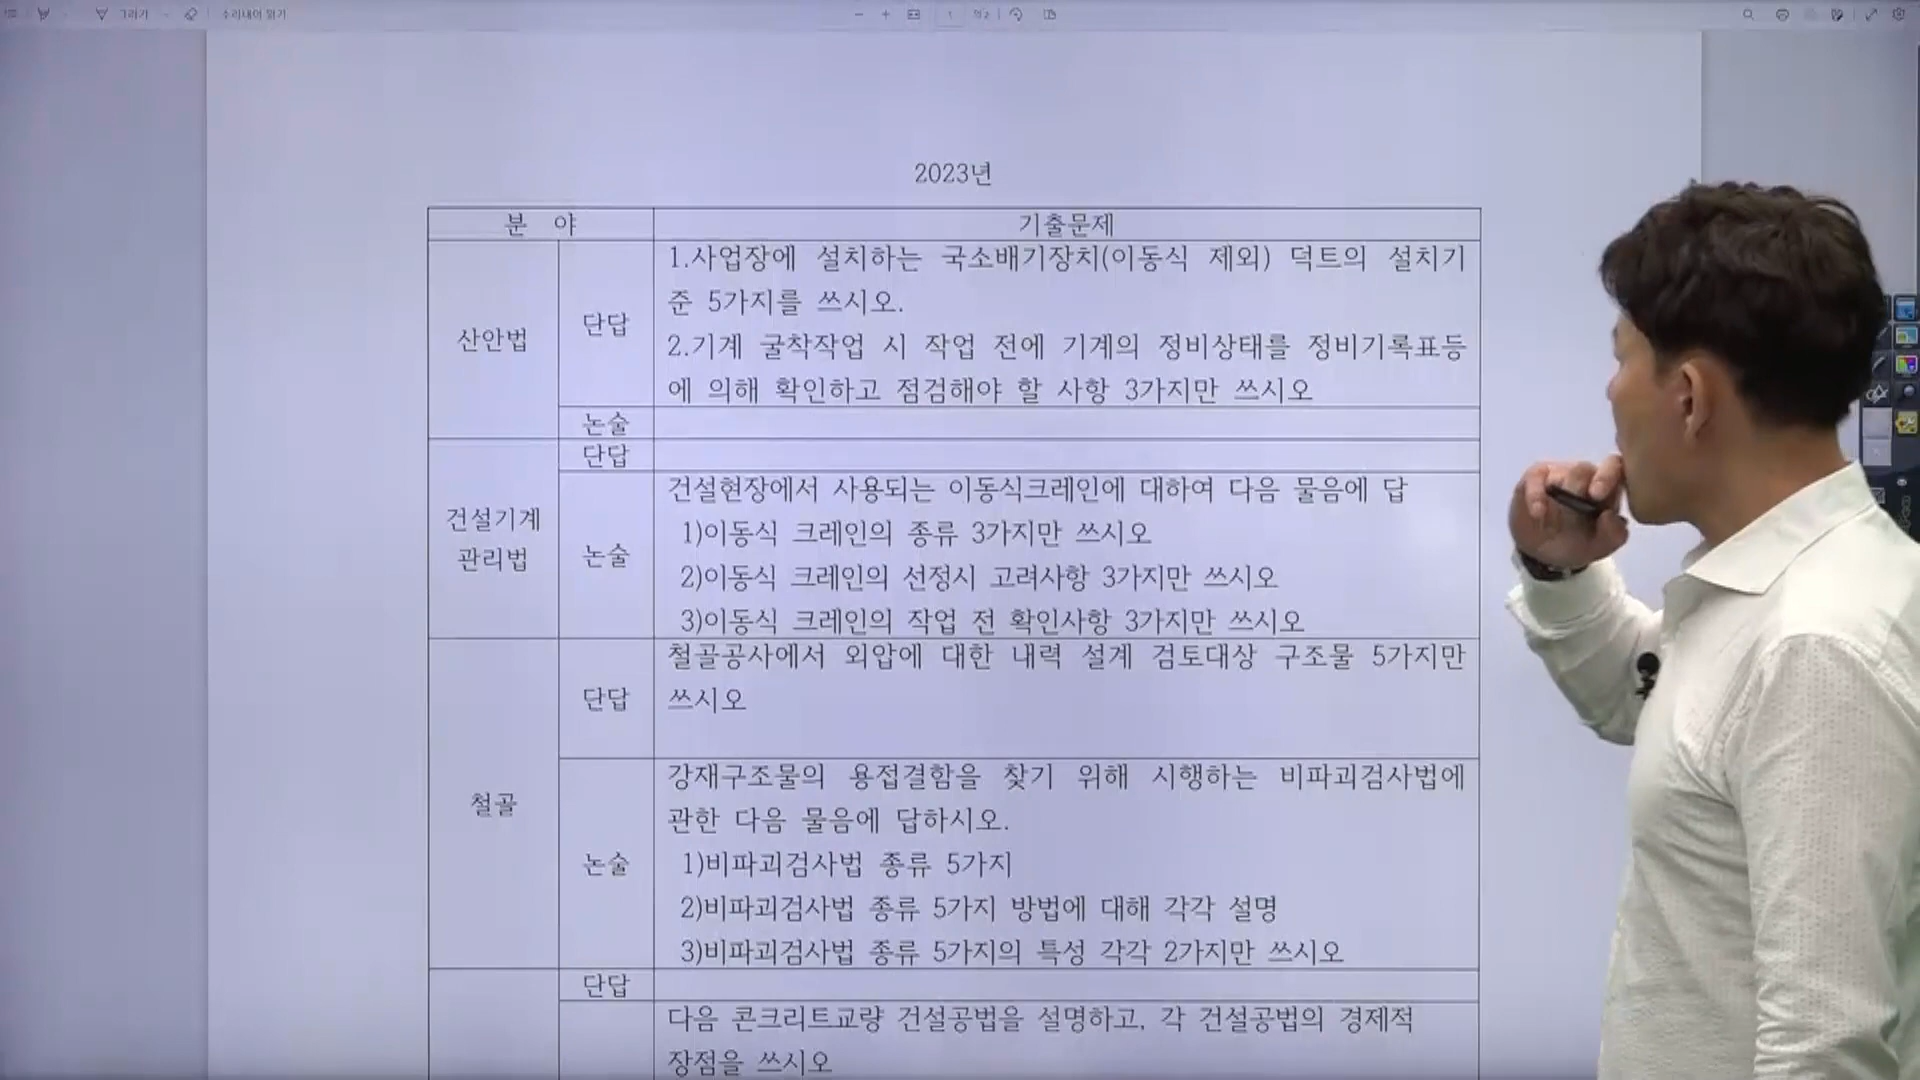 그리기
소리내어 읽기
2023년
분 야
기출문제
산안법
단답
1.사업장에 설치하는 국소배기장치(이동식 제외) 덕트의 설치기
준 5가지를 쓰시오.
2.기계 굴착작업 시 작업 전에 기계의 정비상태를 정비기록표등
에 의해 확인하고 점검해야 할 사항 3가지만 쓰시오
논술
건설기계
관리법
단답
논술
건설현장에서 사용되는 이동식크레인에 대하여 다음 물음에 답
1)이동식 크레인의 종류 3가지만 쓰시오
2)이동식 크레인의 선정시 고려사항 3가지만 쓰시오
3)이동식 크레인의 작업 전 확인사항 3가지만 쓰시오
철골
단답
철골공사에서 외압에 대한 내력 설계 검토대상 구조물 5가지만
쓰시오
논술
강재구조물의 용접결함을 찾기 위해 시행하는 비파괴검사법에
관한 다음 물음에 답하시오.
1)비파괴검사법 종류 5가지
2)비파괴검사법 종류 5가지 방법에 대해 각각 설명
3)비파괴검사법 종류 5가지의 특성 각각 2가지만 쓰시오
단답
다음 콘크리트교량 건설공법을 설명하고, 각 건설공법의 경제적
장점을 쓰시오